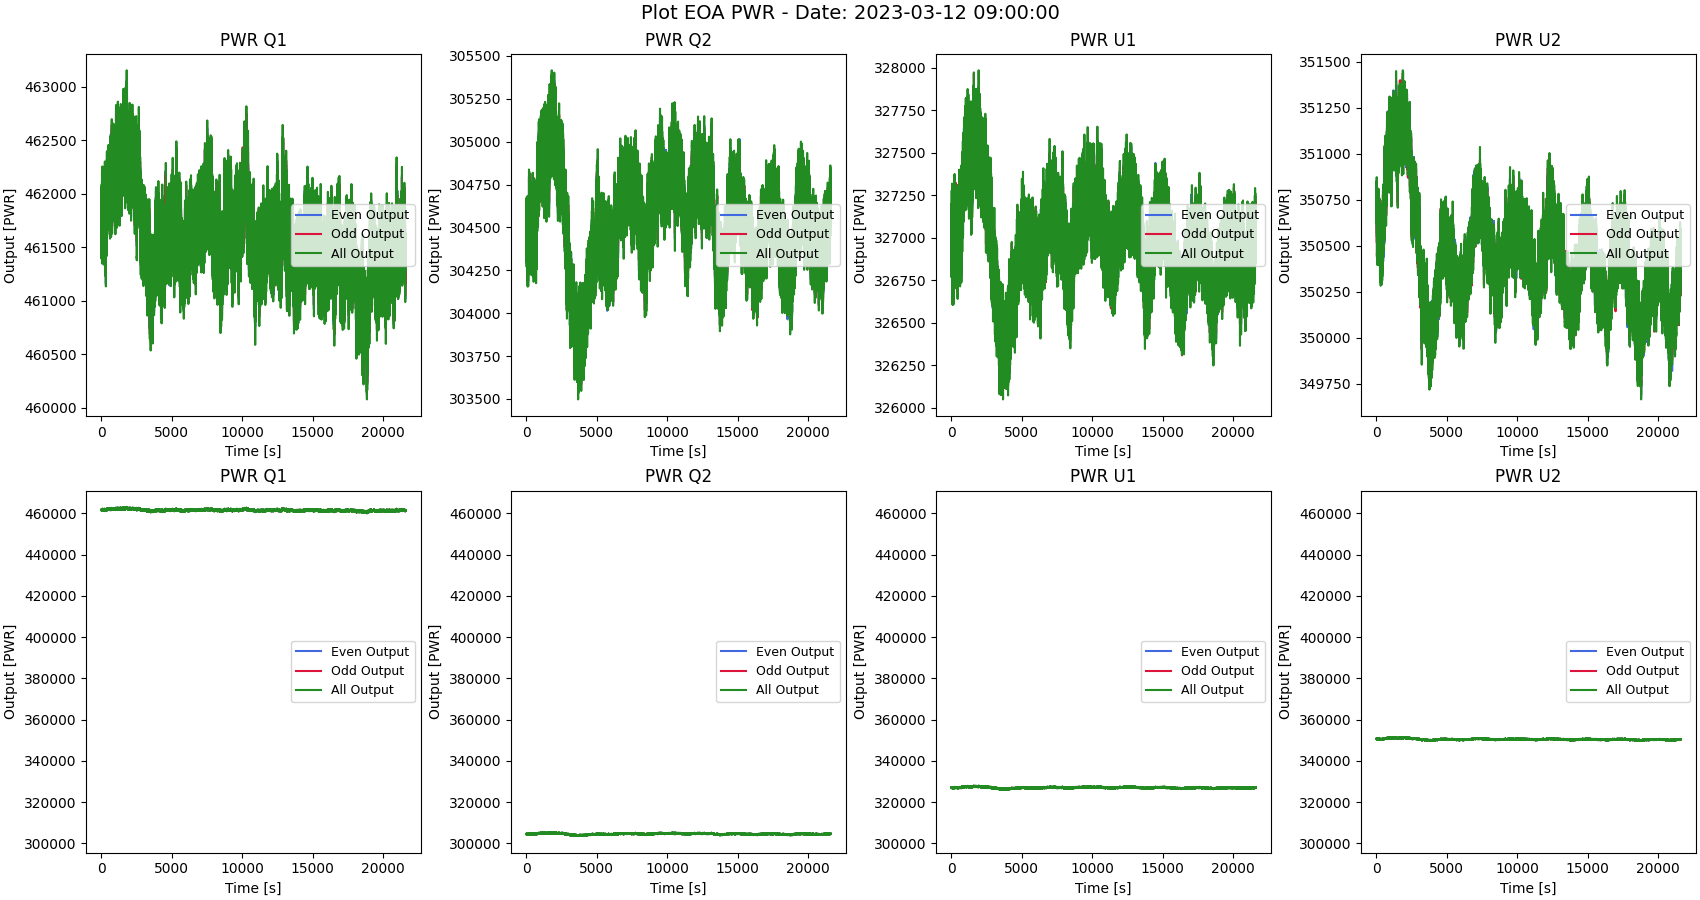 Plot EOA PWR - Date: 2023-03-12 09:00:00
PWR Q1
Output [PWR]
463000
462500
462000
461500
461000
460500
460000
0 5000 10000 15000 20000
Time [s]
Even Output
Odd Output
All Output
PWR Q2
Output [PWR]
305500
305250
305000
304750
304500
304250
304000
303750
303500
0 5000 10000 15000 20000
Time [s]
Even Output
Odd Output
All Output
PWR U1
Output [PWR]
328000
327750
327500
327250
327000
326750
326500
326250
326000
0 5000 10000 15000 20000
Time [s]
Even Output
Odd Output
All Output
PWR U2
Output [PWR]
351500
351250
351000
350750
350500
350250
350000
349750
0 5000 10000 15000 20000
Time [s]
Even Output
Odd Output
All Output
PWR Q1
Output [PWR]
460000
440000
420000
400000
380000
360000
340000
320000
300000
0 5000 10000 15000 20000
Time [s]
Even Output
Odd Output
All Output
PWR Q2
Output [PWR]
460000
440000
420000
400000
380000
360000
340000
320000
300000
0 5000 10000 15000 20000
Time [s]
Even Output
Odd Output
All Output
PWR U1
Output [PWR]
460000
440000
420000
400000
380000
360000
340000
320000
300000
0 5000 10000 15000 20000
Time [s]
Even Output
Odd Output
All Output
PWR U2
Output [PWR]
460000
440000
420000
400000
380000
360000
340000
320000
300000
0 5000 10000 15000 20000
Time [s]
Even Output
Odd Output
All Output